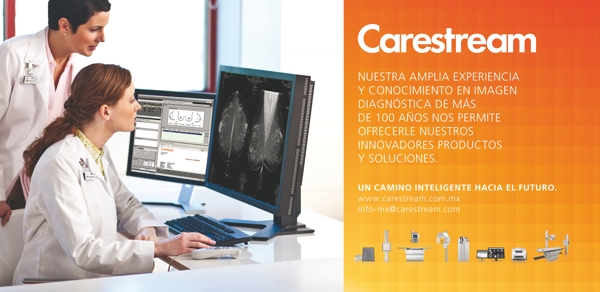 Carestream
NUESTRA AMPLIA EXPERIENCIA
Y CONOCIMIENTO EN IMAGEN
DIAGNÓSTICA DE MÁS
DE 100 AÑOS NOS PERMITE
OFRECERLE NUESTROS
INNOVADORES PRODUCTOS
Y SOLUCIONES.
UN CAMINO INTELIGENTE HACIA EL FUTURO.
www.carestream.com.mx
info-mx@carestream.com